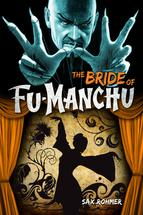 THE BRIDE OF
FU-MANCHU
SAX ROHMER